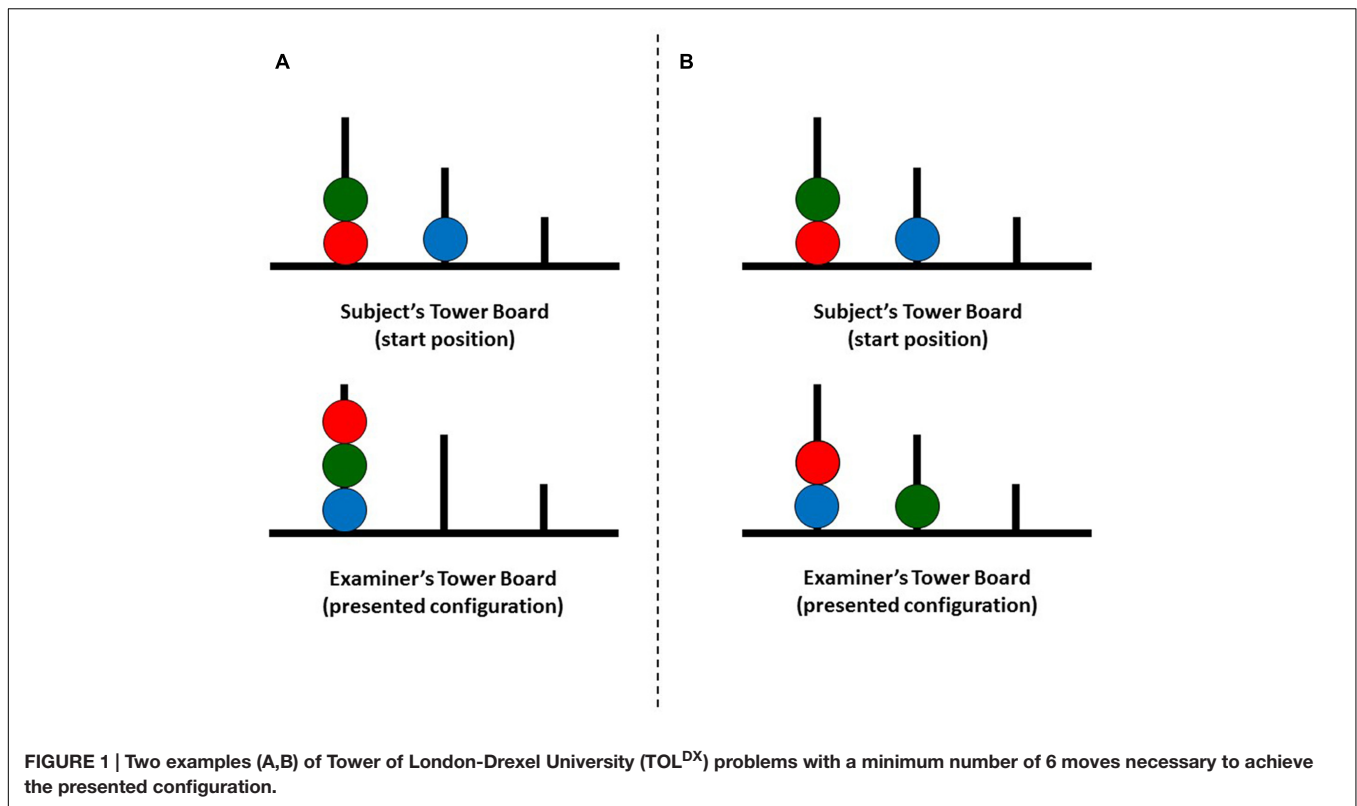 A
B
Subject's Tower Board
(start position)
Subject's Tower Board
(start position)
Examiner's Tower Board
(presented configuration)
Examiner's Tower Board
(presented configuration)
FIGURE 1 | Two examples (A,B) of Tower of London-Drexel University (TOLDX) problems with a minimum number of 6 moves necessary to achieve
the presented configuration.